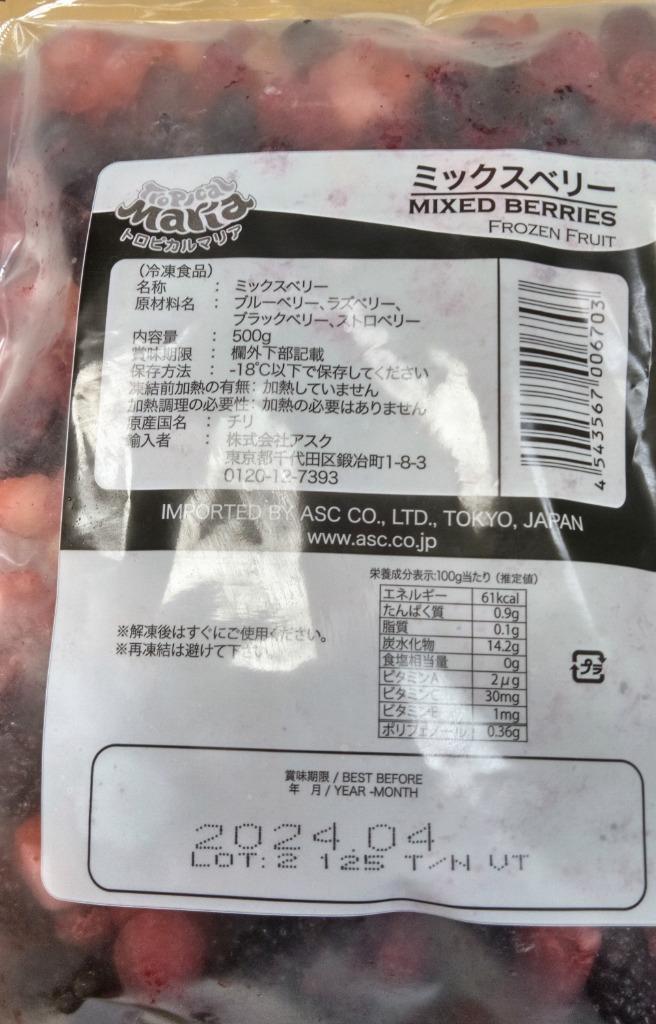 TROPICAL
Maria
トロピカルマリア
ミックスベリー
MIXED BERRIES
FROZEN FRUIT
(冷凍食品)
名称 : ミックスベリー
原材料名 : ブルーベリー、ラズベリー、
ブラックベリー、ストロベリー
内容量 : 500g
賞味期限 : 欄外下部記載
保存方法 : -18℃以下で保存してください
凍結前加熱の有無: 加熱していません
加熱調理の必要性: 加熱の必要はありません
原産国名 : チリ
輸入者 : 株式会社アスク
東京都千代田区鍛冶町1-8-3
0120-12-7393
4 543567 006703
IMPORTED BY ASC CO., LTD., TOKYO, JAPAN
www.asc.co.jp
栄養成分表示:100g当たり (推定値)
エネルギー 61kcal
たんぱく質 0.9g
脂質 0.1g
炭水化物 14.2g
食塩相当量 0g
ビタミンA 2μg
ビタミンC 30mg
ビタミンE 1mg
ポリフェノール 0.36g
※解凍後はすぐにご使用ください。
※再凍結は避けて下さい
プラ
賞味期限 / BEST BEFORE
年 月 / YEAR -MONTH
2024.04
LOT: 2 125 T/N VT